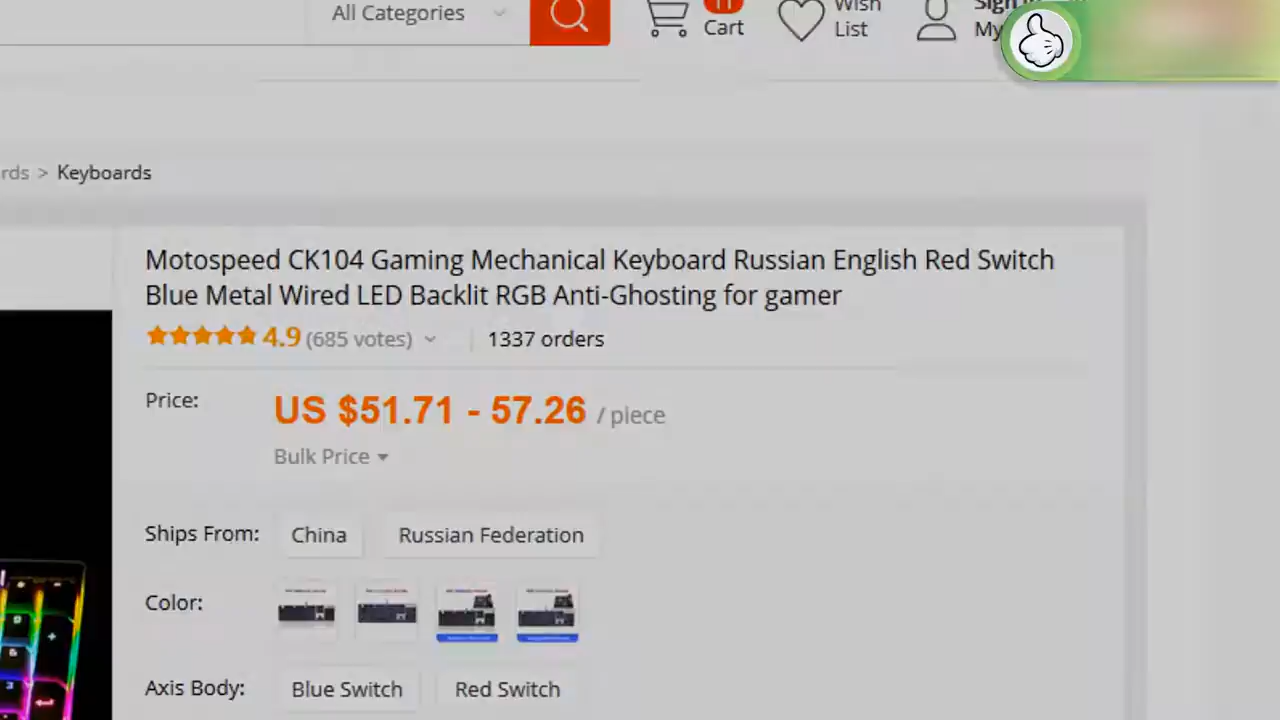 All Categories
Cart
Wish
List
Sign
My
rds > Keyboards
Motospeed CK104 Gaming Mechanical Keyboard Russian English Red Switch
Blue Metal Wired LED Backlit RGB Anti-Ghosting for gamer
4.9 (685 votes)
1337 orders
Price:
US $51.71 - 57.26 / piece
Bulk Price
Ships From:
China
Russian Federation
Color:
Axis Body:
Blue Switch
Red Switch